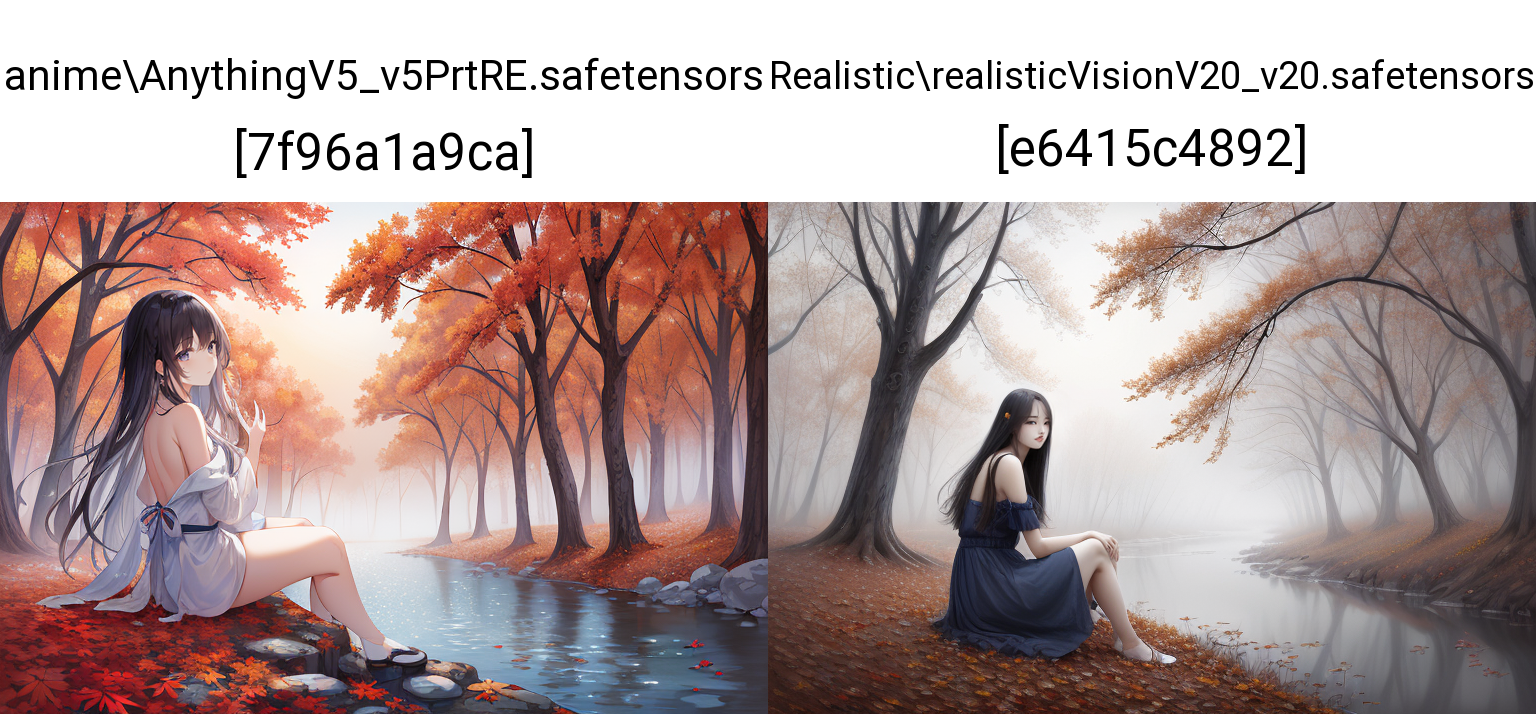 anime\AnythingV5_v5PrtRE.safetensors
[7f96a1a9ca]
Realistic\realisticVisionV20_v20.safetensors
[e6415c4892]